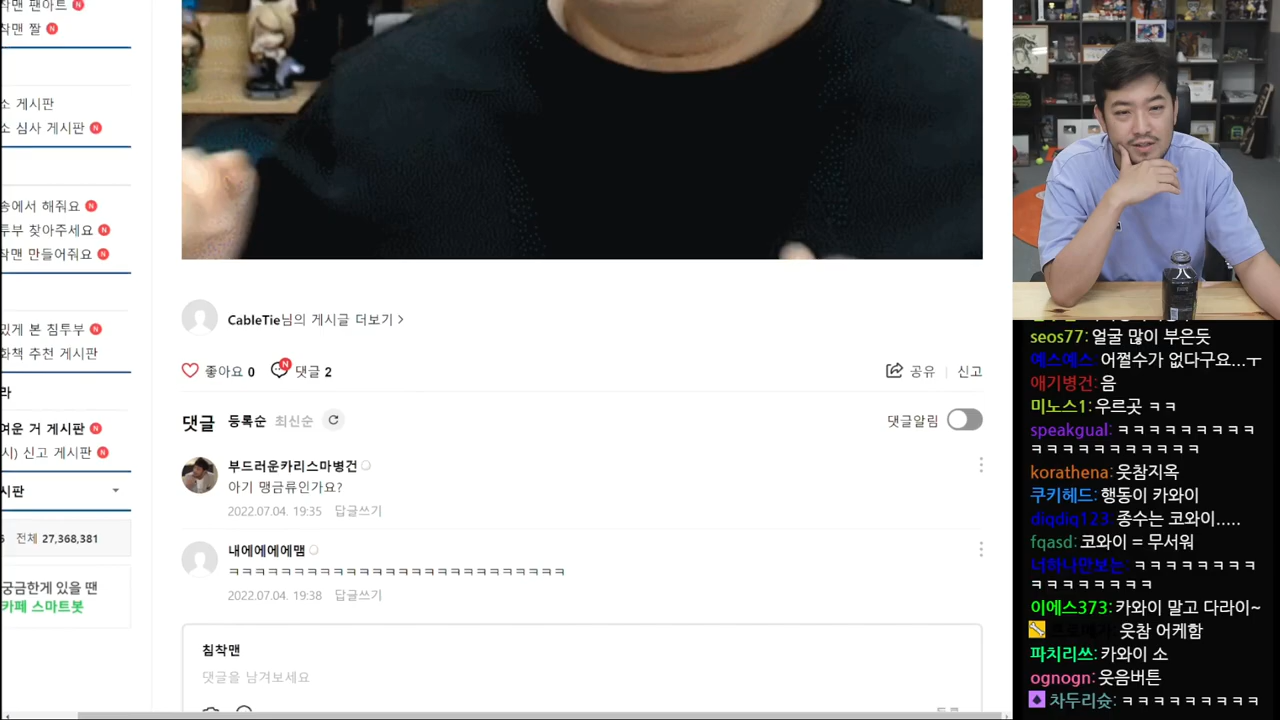 착맨 팬아트 N
착맨 짤 N
소 게시판
소 심사 게시판 N
송에서 해줘요 N
투부 찾아주세요 N
착맨 만들어줘요 N
있게 본 침투부 N
화책 추천 게시판
라
여운 거 게시판 N
시) 신고 게시판 N
시판
6 전체 27,368,381
궁금한게 있을 땐
카페 스마트봇
CableTie님의 게시글 더보기 >
좋아요 0 N 댓글 2
공유 신고
댓글 등록순 최신순
댓글알림
부드러운카리스마병건
아기 맹금류인가요?
2022.07.04. 19:35 답글쓰기
내에에에에맴
ㅋㅋㅋㅋㅋㅋㅋㅋㅋㅋㅋㅋㅋㅋㅋㅋㅋㅋㅋㅋㅋㅋㅋㅋㅋㅋ
2022.07.04. 19:38 답글쓰기
침착맨
댓글을 남겨보세요
seos77: 얼굴 많이 부은듯
예스예스: 어쩔수가 없다구요...ㅜ
애기병건: 음
미노스1: 우르곳 ㅋㅋ
speakgual: ㅋㅋㅋㅋㅋㅋㅋㅋㅋ
ㅋㅋㅋㅋㅋㅋㅋㅋㅋㅋㅋ
korathena: 웃참지옥
쿠키헤드: 행동이 카와이
diqdiq123: 종수는 코와이.....
fqasd: 코와이 = 무서워
너하나만보는: ㅋㅋㅋㅋㅋㅋㅋㅋ
ㅋㅋㅋㅋㅋㅋㅋㅋ
이에스373: 카와이 말고 다라이~
웃참 어케함
파치리쓰: 카와이 소
ognogn: 웃음버튼
차두리슛: ㅋㅋㅋㅋㅋㅋㅋㅋㅋ